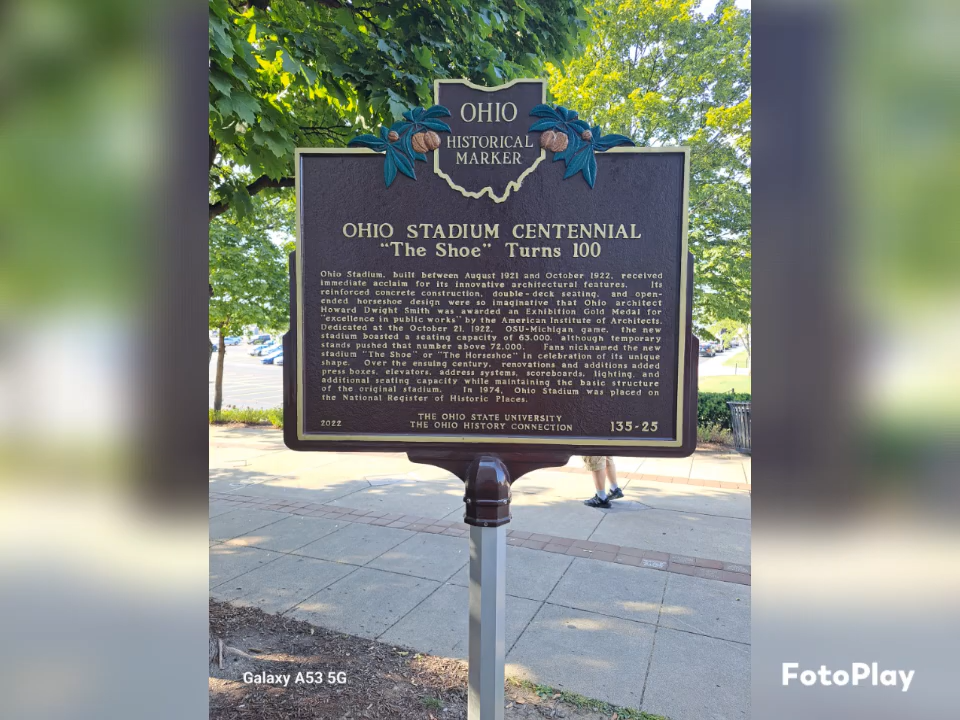 OHIO
HISTORICAL
MARKER
OHIO STADIUM CENTENNIAL
"The Shoe" Turns 100
Ohio Stadium, built between August 1921 and October 1922, received
immediate acclaim for its innovative architectural features. Its
reinforced concrete construction, double-deck seating, and open-
ended horseshoe design were so imaginative that Ohio architect
Howard Dwight Smith was awarded an Exhibition Gold Medal for
"excellence in public works" by the American Institute of Architects.
Dedicated at the October 21, 1922, OSU-Michigan game, the new
stadium boasted a seating capacity of 63,000, although temporary
stands pushed that number above 72,000. Fans nicknamed the new
stadium "The Shoe" or "The Horseshoe" in celebration of its unique
shape. Over the ensuing century, renovations and additions added
press boxes, elevators, address systems, scoreboards, lighting, and
additional seating capacity while maintaining the basic structure
of the original stadium. In 1974, Ohio Stadium was placed on
the National Register of Historic Places.
THE OHIO STATE UNIVERSITY
2022 THE OHIO HISTORY CONNECTION 135-25
Galaxy A53 5G
FotoPlay